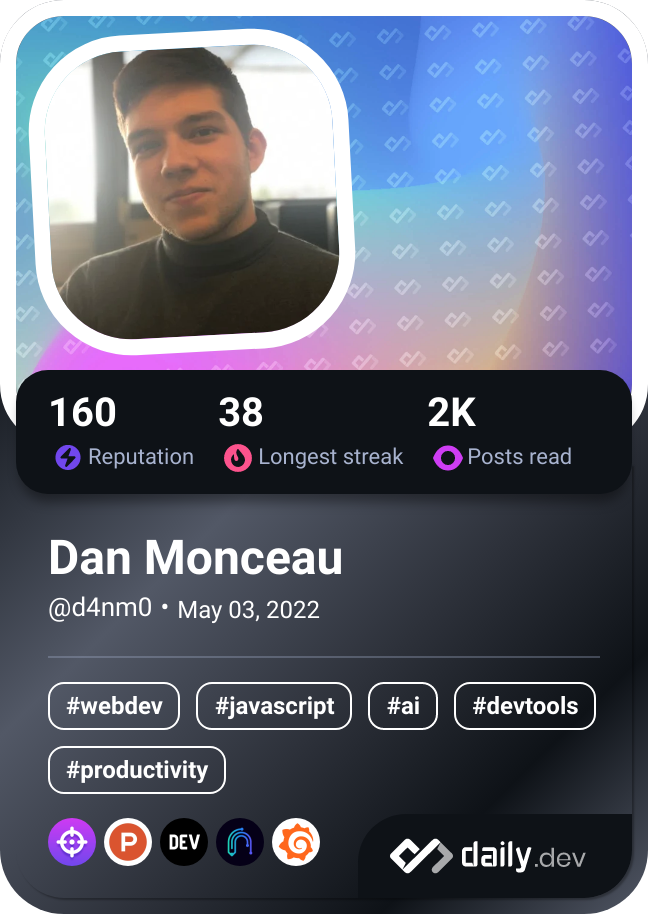 160 38 2K
Reputation Longest streak Posts read
Dan Monceau
@d4nm0 • May 03, 2022
#webdev #javascript #ai #devtools
#productivity
P DEV
daily.dev